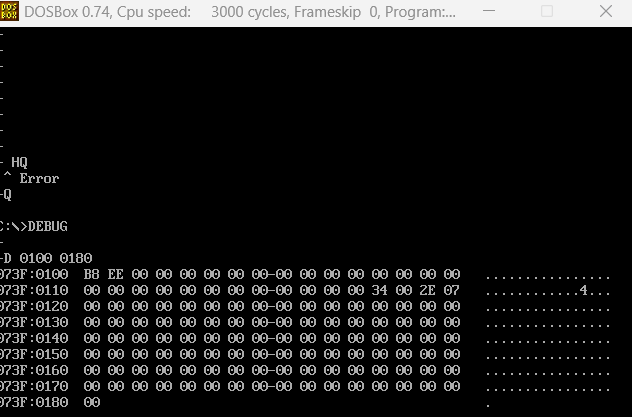 DOS BOX DOSBox 0.74, Cpu speed: 3000 cycles, Frameskip 0, Program:...
-
-
-
-
-
-
-
-
- HQ
^ Error
-Q
C:\>DEBUG
-
-D 0100 0180
073F:0100 B8 EE 00 00 00 00 00 00-00 00 00 00 00 00 00 00 ................
073F:0110 00 00 00 00 00 00 00 00-00 00 00 00 34 00 2E 07 ............4...
073F:0120 00 00 00 00 00 00 00 00-00 00 00 00 00 00 00 00 ................
073F:0130 00 00 00 00 00 00 00 00-00 00 00 00 00 00 00 00 ................
073F:0140 00 00 00 00 00 00 00 00-00 00 00 00 00 00 00 00 ................
073F:0150 00 00 00 00 00 00 00 00-00 00 00 00 00 00 00 00 ................
073F:0160 00 00 00 00 00 00 00 00-00 00 00 00 00 00 00 00 ................
073F:0170 00 00 00 00 00 00 00 00-00 00 00 00 00 00 00 00 ................
073F:0180 00 .